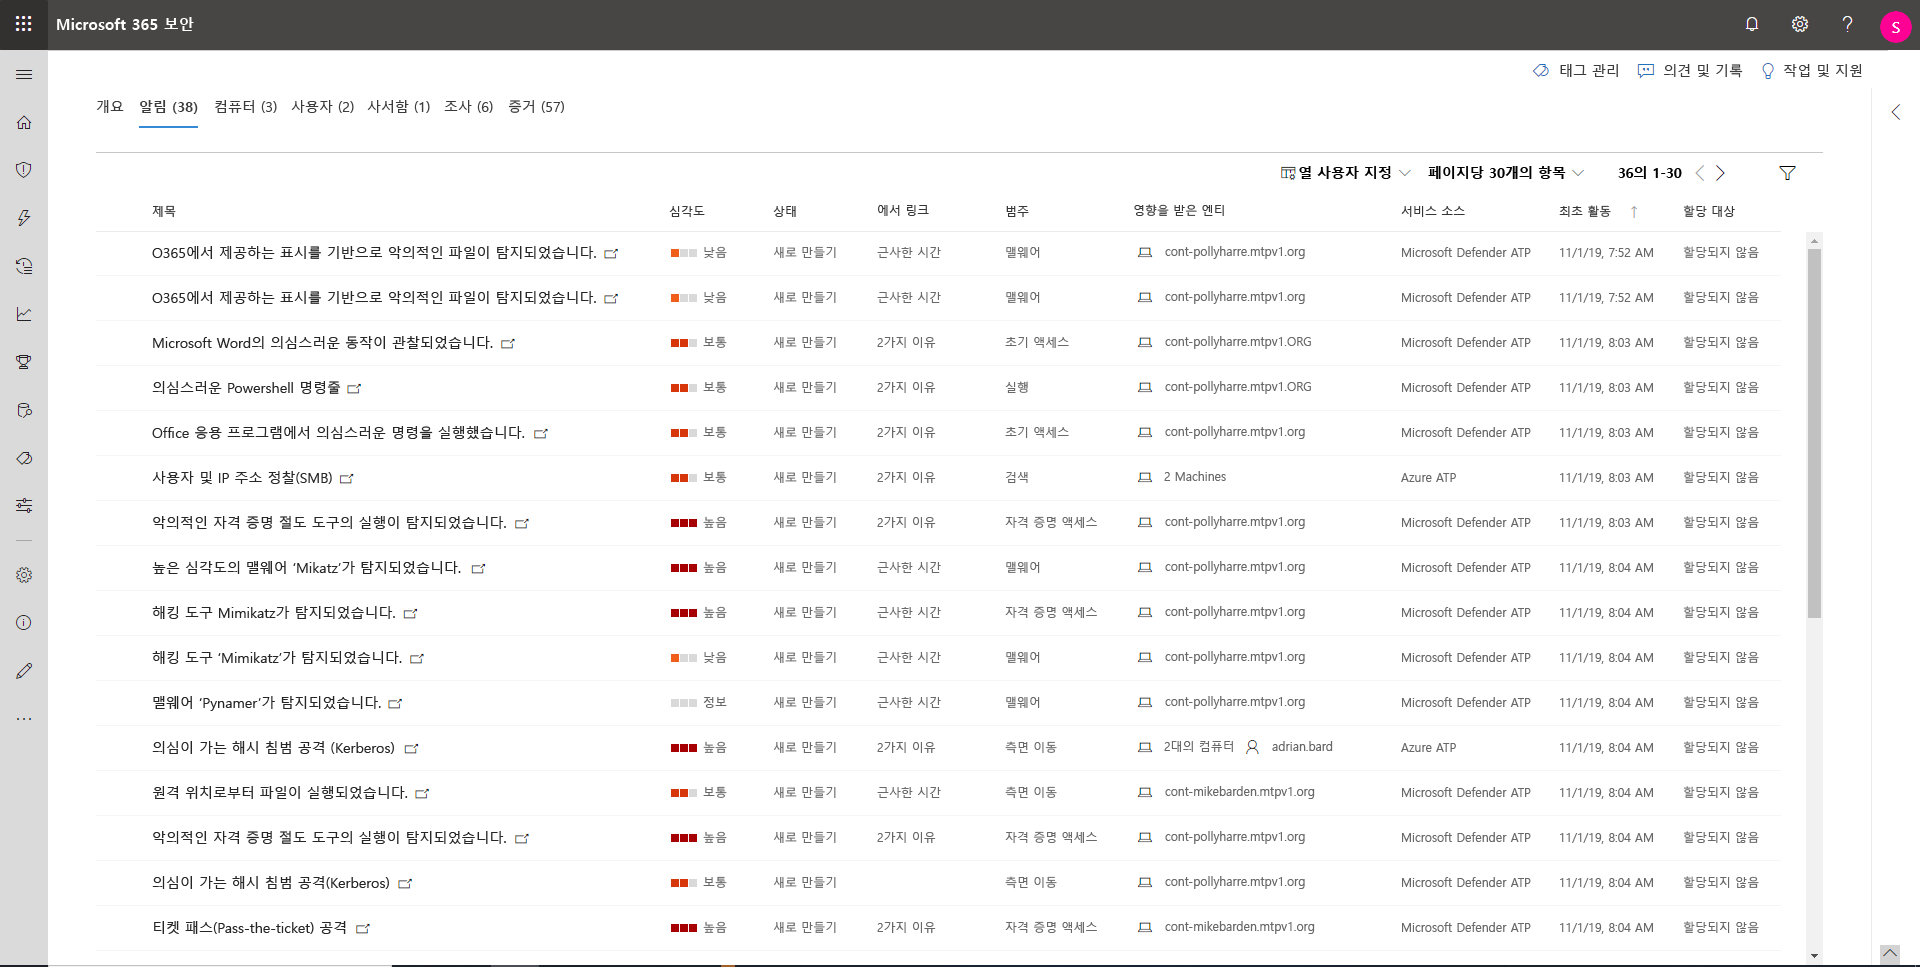 Microsoft 365 보안
S
태그 관리 의견 및 기록 작업 및 지원
개요 알림 (38) 컴퓨터 (3) 사용자 (2) 사서함 (1) 조사 (6) 증거 (57)
열 사용자 지정 페이지당 30개의 항목 36의 1-30
제목 심각도 상태 에서 링크 범주 영향을 받은 엔티 서비스 소스 최초 활동 ↑ 할당 대상
O365에서 제공하는 표시를 기반으로 악의적인 파일이 탐지되었습니다. 낮음 새로 만들기 근사한 시간 맬웨어 cont-pollyharre.mtpv1.org Microsoft Defender ATP 11/1/19, 7:52 AM 할당되지 않음
O365에서 제공하는 표시를 기반으로 악의적인 파일이 탐지되었습니다. 낮음 새로 만들기 근사한 시간 맬웨어 cont-pollyharre.mtpv1.org Microsoft Defender ATP 11/1/19, 7:52 AM 할당되지 않음
Microsoft Word의 의심스러운 동작이 관찰되었습니다. 보통 새로 만들기 2가지 이유 초기 액세스 cont-pollyharre.mtpv1.ORG Microsoft Defender ATP 11/1/19, 8:03 AM 할당되지 않음
의심스러운 Powershell 명령줄 보통 새로 만들기 2가지 이유 실행 cont-pollyharre.mtpv1.ORG Microsoft Defender ATP 11/1/19, 8:03 AM 할당되지 않음
Office 응용 프로그램에서 의심스러운 명령을 실행했습니다. 보통 새로 만들기 2가지 이유 초기 액세스 cont-pollyharre.mtpv1.org Microsoft Defender ATP 11/1/19, 8:03 AM 할당되지 않음
사용자 및 IP 주소 정찰(SMB) 보통 새로 만들기 2가지 이유 검색 2 Machines Azure ATP 11/1/19, 8:03 AM 할당되지 않음
악의적인 자격 증명 절도 도구의 실행이 탐지되었습니다. 높음 새로 만들기 2가지 이유 자격 증명 액세스 cont-pollyharre.mtpv1.org Microsoft Defender ATP 11/1/19, 8:03 AM 할당되지 않음
높은 심각도의 맬웨어 ‘Mikatz’가 탐지되었습니다. 높음 새로 만들기 근사한 시간 맬웨어 cont-pollyharre.mtpv1.org Microsoft Defender ATP 11/1/19, 8:04 AM 할당되지 않음
해킹 도구 Mimikatz가 탐지되었습니다. 높음 새로 만들기 근사한 시간 자격 증명 액세스 cont-pollyharre.mtpv1.org Microsoft Defender ATP 11/1/19, 8:04 AM 할당되지 않음
해킹 도구 ‘Mimikatz’가 탐지되었습니다. 낮음 새로 만들기 근사한 시간 맬웨어 cont-pollyharre.mtpv1.org Microsoft Defender ATP 11/1/19, 8:04 AM 할당되지 않음
맬웨어 ‘Pynamer’가 탐지되었습니다. 정보 새로 만들기 근사한 시간 맬웨어 cont-pollyharre.mtpv1.org Microsoft Defender ATP 11/1/19, 8:04 AM 할당되지 않음
의심이 가는 해시 침범 공격 (Kerberos) 높음 새로 만들기 2가지 이유 측면 이동 2대의 컴퓨터 adrian.bard Azure ATP 11/1/19, 8:04 AM 할당되지 않음
원격 위치로부터 파일이 실행되었습니다. 보통 새로 만들기 근사한 시간 측면 이동 cont-mikebarden.mtpv1.org Microsoft Defender ATP 11/1/19, 8:04 AM 할당되지 않음
악의적인 자격 증명 절도 도구의 실행이 탐지되었습니다. 높음 새로 만들기 2가지 이유 자격 증명 액세스 cont-pollyharre.mtpv1.org Microsoft Defender ATP 11/1/19, 8:04 AM 할당되지 않음
의심이 가는 해시 침범 공격(Kerberos) 보통 새로 만들기 측면 이동 cont-pollyharre.mtpv1.org Microsoft Defender ATP 11/1/19, 8:04 AM 할당되지 않음
티켓 패스(Pass-the-ticket) 공격 높음 새로 만들기 2가지 이유 자격 증명 액세스 cont-mikebarden.mtpv1.org Microsoft Defender ATP 11/1/19, 8:04 AM 할당되지 않음